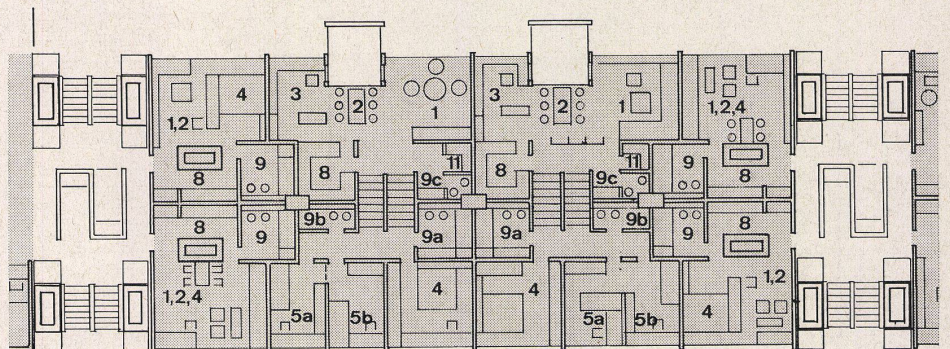 4 3 2 1 3 2 1 1,2,4
1,2
8 9 8 11 9c 8 11 9c 9 8
8 9 9b 9a 9a 9b 9 8
1,2,4 5a 5b 4 4 5a 5b 4 1,2